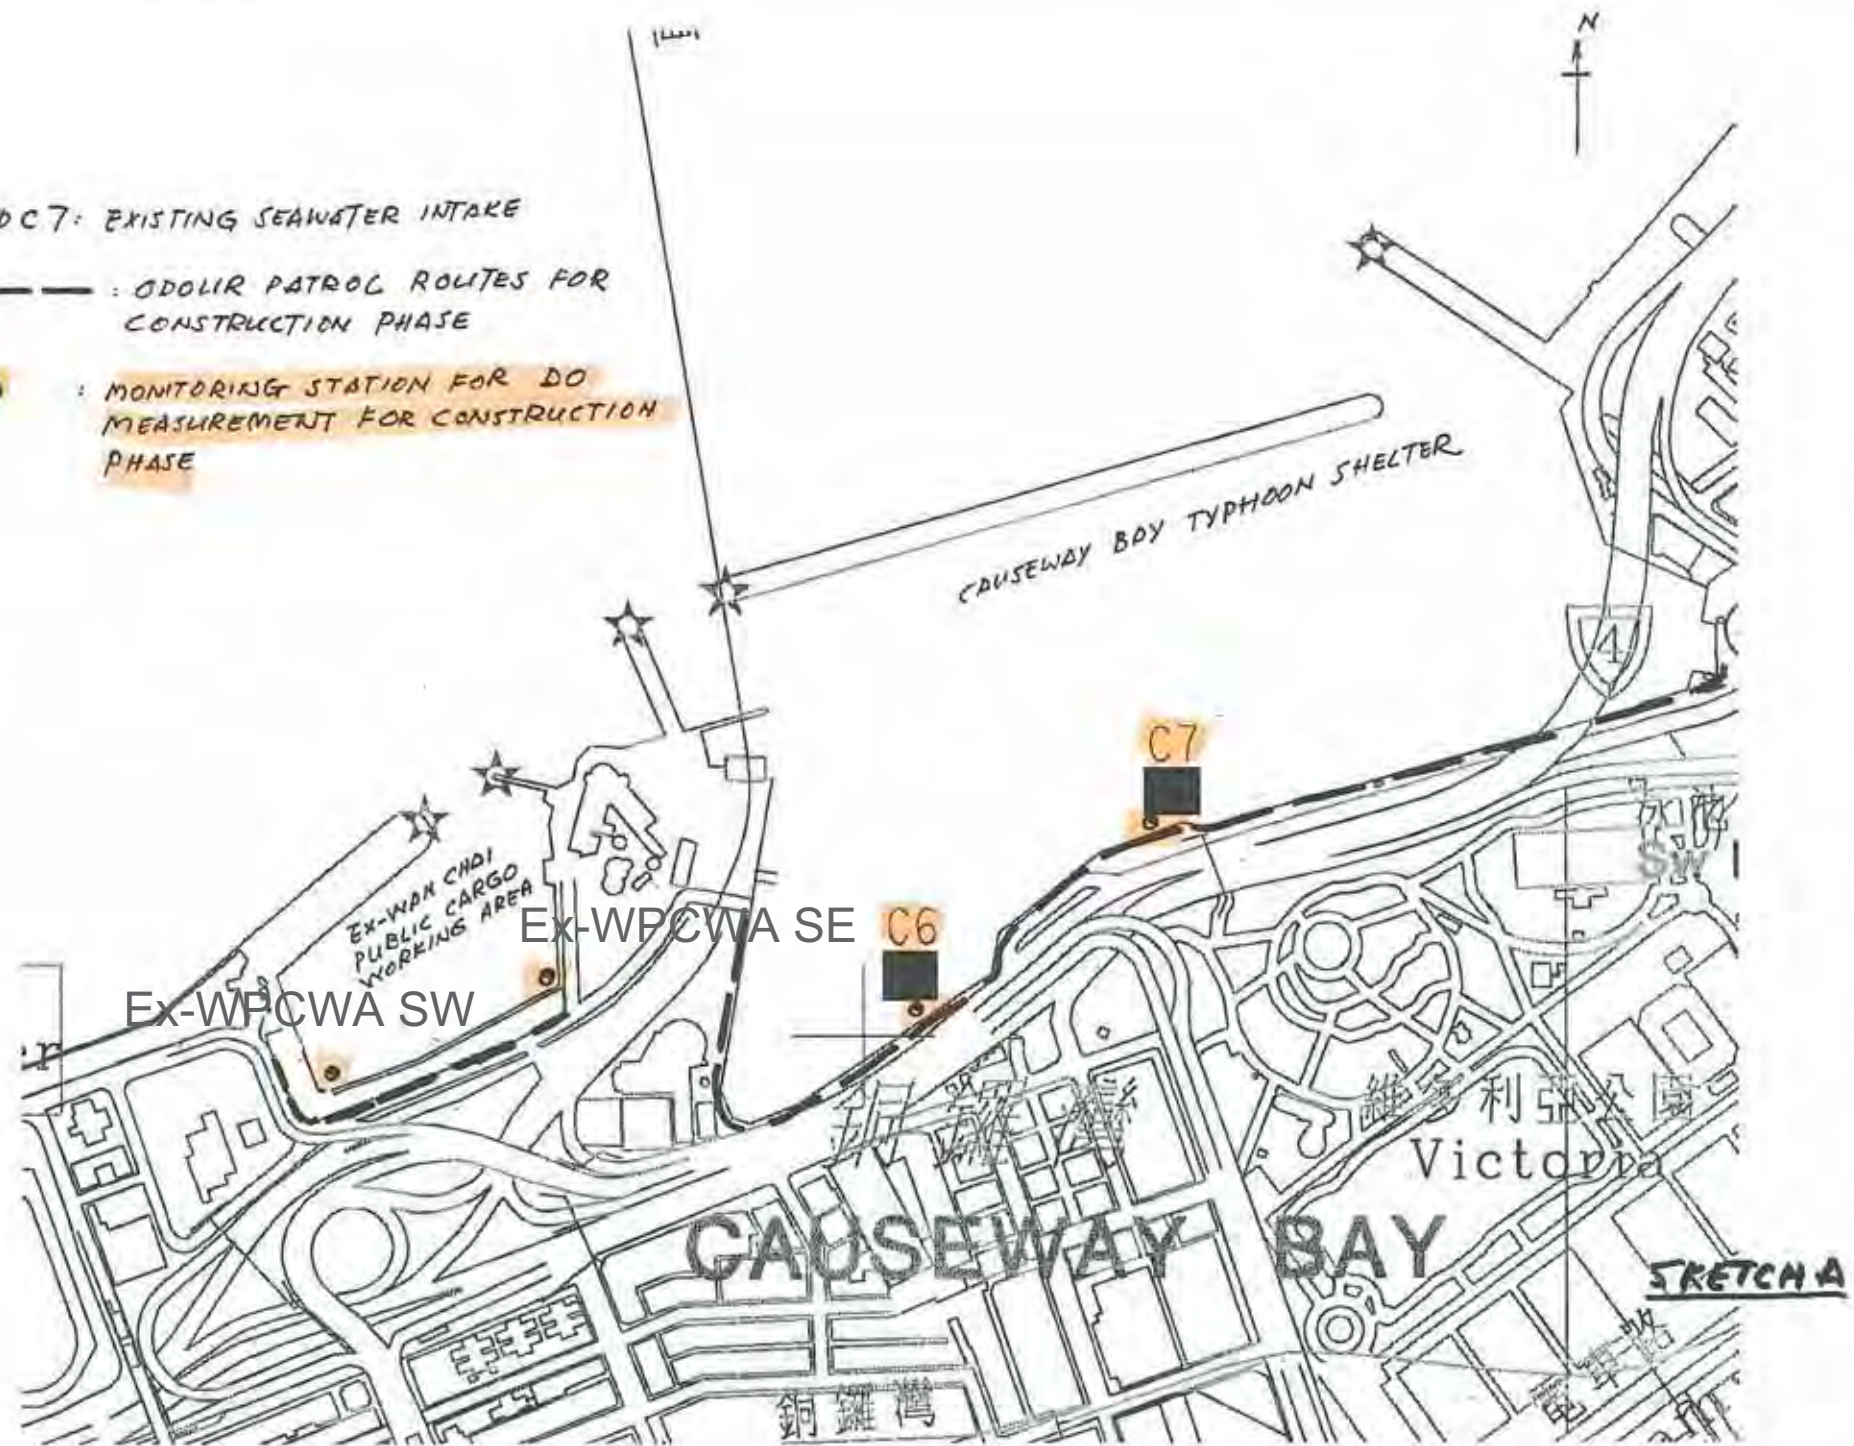 N
C7: EXISTING SEAWATER INTAKE
: ODOUR PATROL ROUTES FOR
CONSTRUCTION PHASE
: MONITORING STATION FOR DO
MEASUREMENT FOR CONSTRUCTION
PHASE
CAUSEWAY BAY TYPHOON SHELTER
4
C7
EX-WAN CHAI
PUBLIC CARGO
WORKING AREA
Ex-WPCWA SE
C6
Ex-WPCWA SW
銅鑼灣
維多利亞公園
Victoria
CAUSEWAY BAY
SKETCH A
銅鑼灣